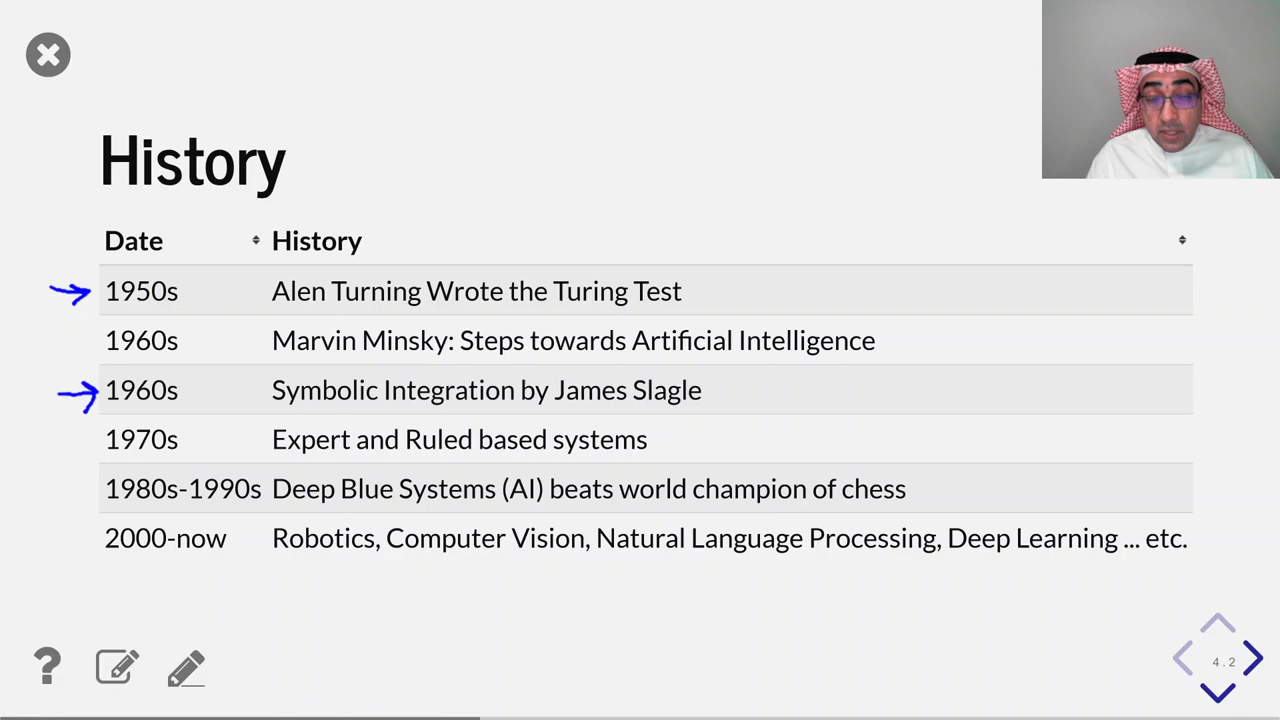 History
Date History
1950s Alen Turning Wrote the Turing Test
1960s Marvin Minsky: Steps towards Artificial Intelligence
1960s Symbolic Integration by James Slagle
1970s Expert and Ruled based systems
1980s-1990s Deep Blue Systems (AI) beats world champion of chess
2000-now Robotics, Computer Vision, Natural Language Processing, Deep Learning ... etc.
?
4.2